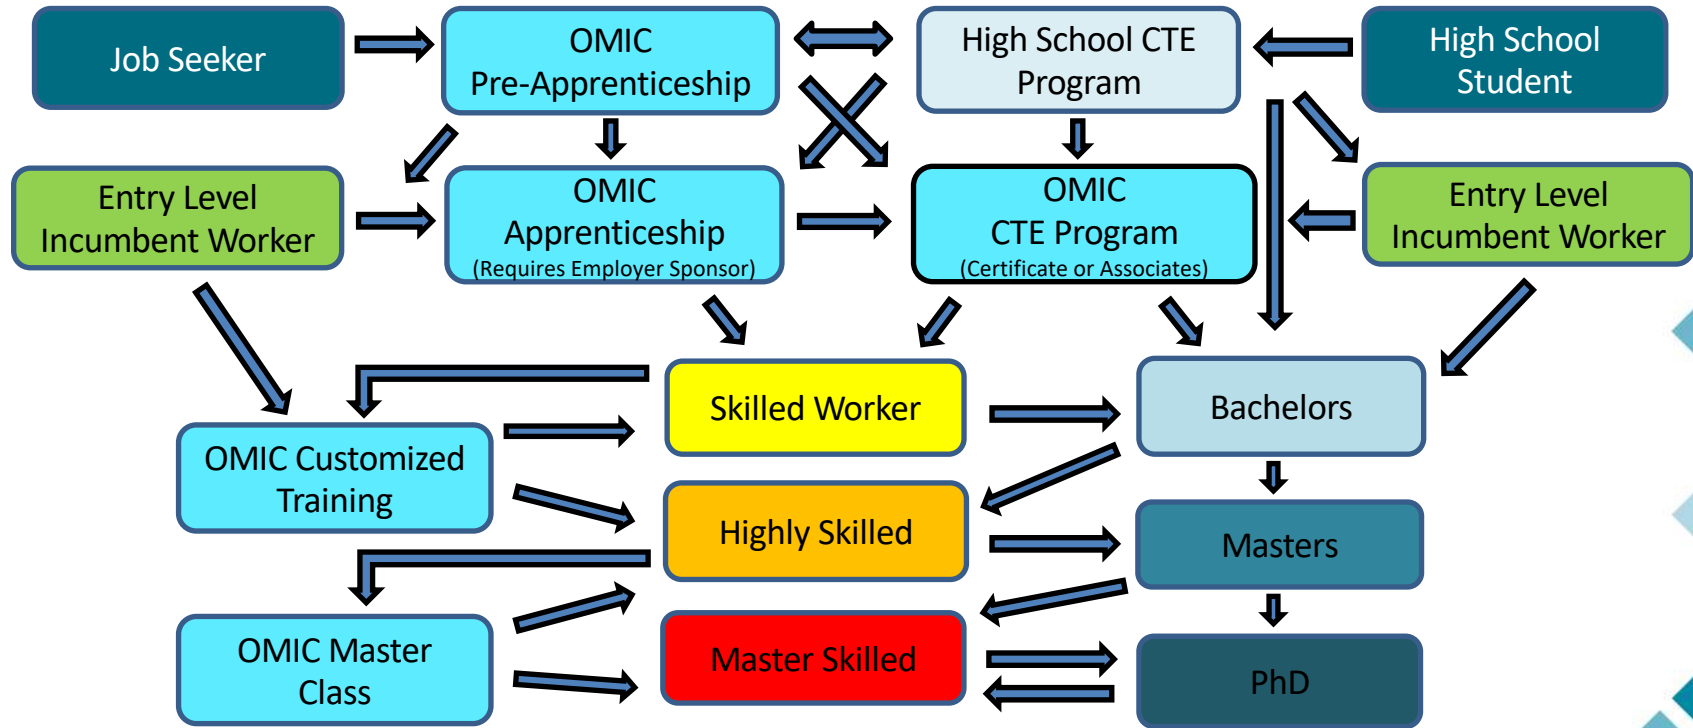 Job Seeker
OMIC
Pre-Apprenticeship
High School CTE
Program
High School
Student
Entry Level
Incumbent Worker
OMIC
Apprenticeship
(Requires Employer Sponsor)
OMIC
CTE Program
(Certificate or Associates)
Entry Level
Incumbent Worker
Skilled Worker
Bachelors
OMIC Customized
Training
Highly Skilled
Masters
OMIC Master
Class
Master Skilled
PhD